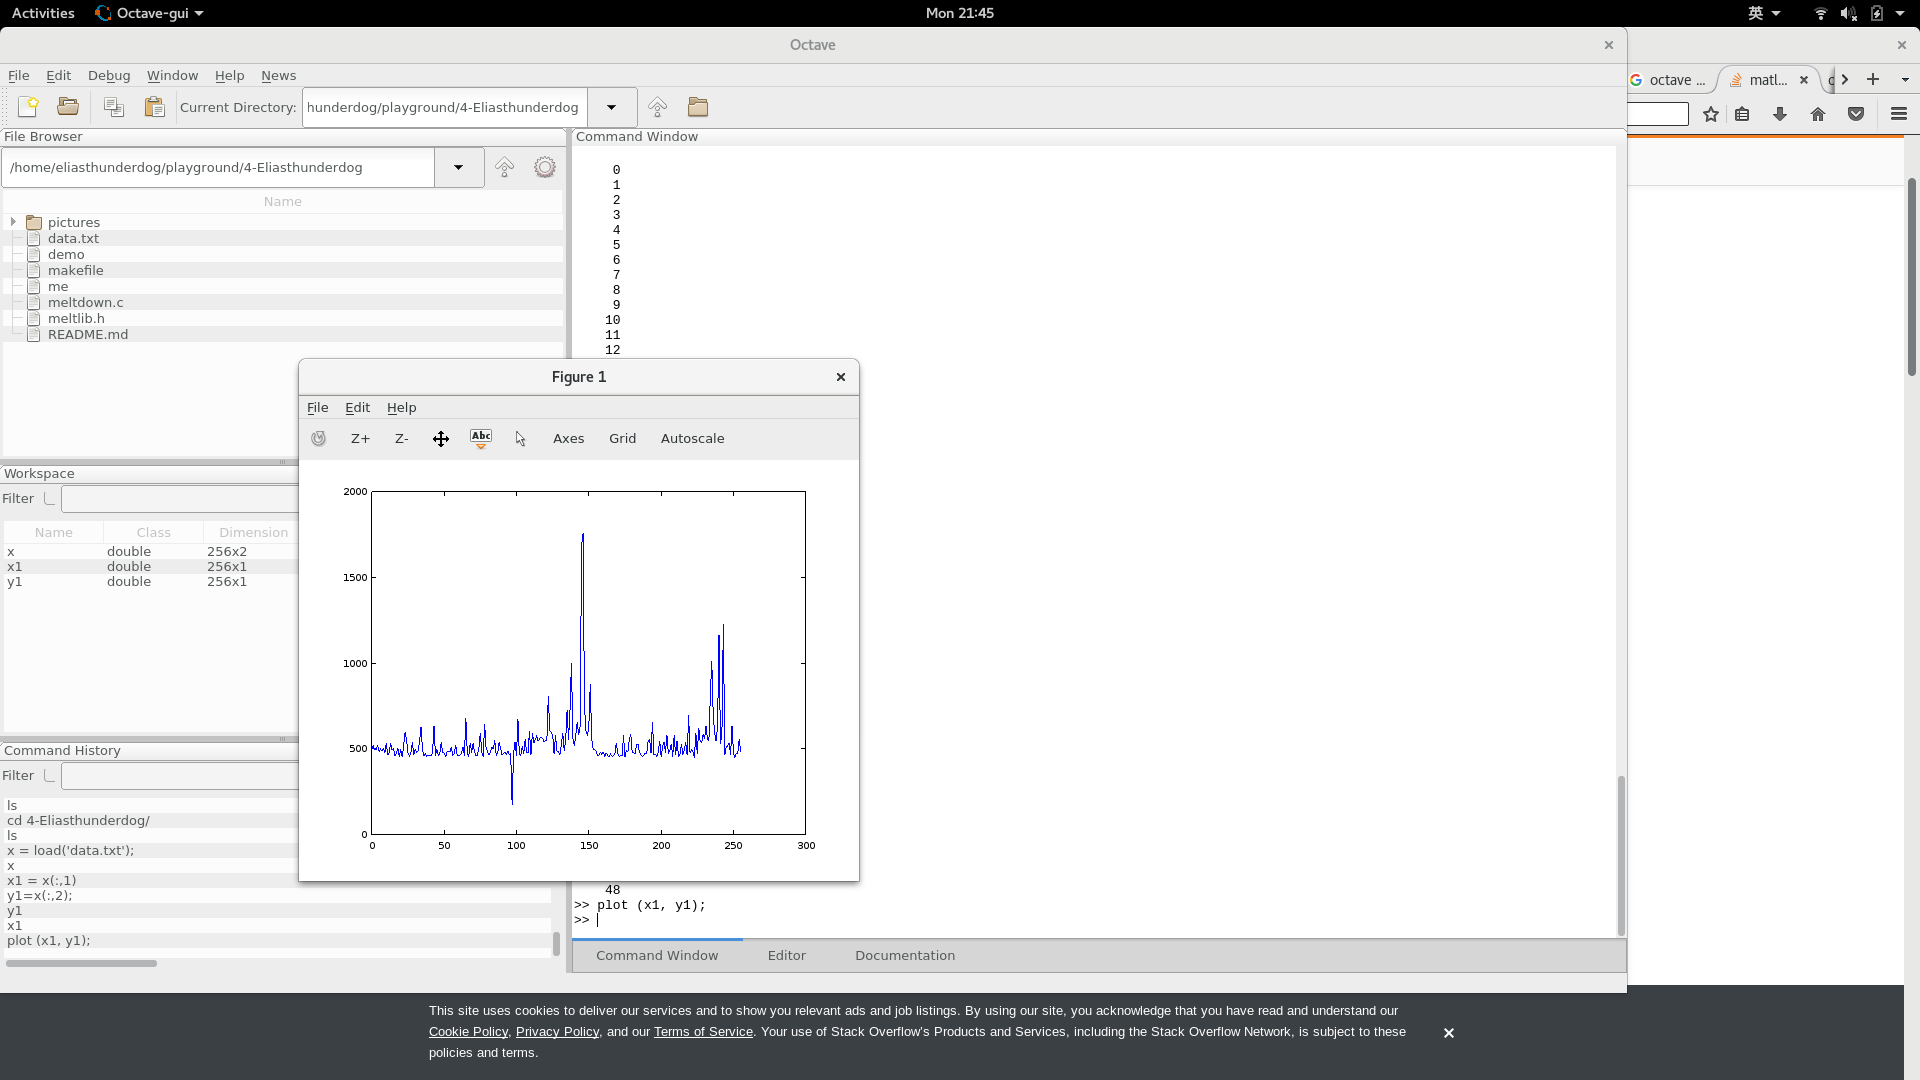 Activities
Octave-gui
Mon 21:45
英
Octave
File Edit Debug Window Help News
Current Directory: hunderdog/playground/4-Eliasthunderdog
octave ...
matl...
File Browser
/home/eliasthunderdog/playground/4-Eliasthunderdog
Name
pictures
data.txt
demo
makefile
me
meltdown.c
meltlib.h
README.md
Workspace
Filter
Name Class Dimension
x double 256x2
x1 double 256x1
y1 double 256x1
Command History
Filter
ls
cd 4-Eliasthunderdog/
ls
x = load('data.txt');
x
x1 = x(:,1)
y1=x(:,2);
y1
x1
plot (x1, y1);
Command Window
0
1
2
3
4
5
6
7
8
9
10
11
12
Figure 1
File Edit Help
Z+ Z- Abc Axes Grid Autoscale
2000
1500
1000
500
0
0 50 100 150 200 250 300
48
>> plot (x1, y1);
>>
Command Window Editor Documentation
This site uses cookies to deliver our services and to show you relevant ads and job listings. By using our site, you acknowledge that you have read and understand our
Cookie Policy, Privacy Policy, and our Terms of Service. Your use of Stack Overflow's Products and Services, including the Stack Overflow Network, is subject to these
policies and terms.